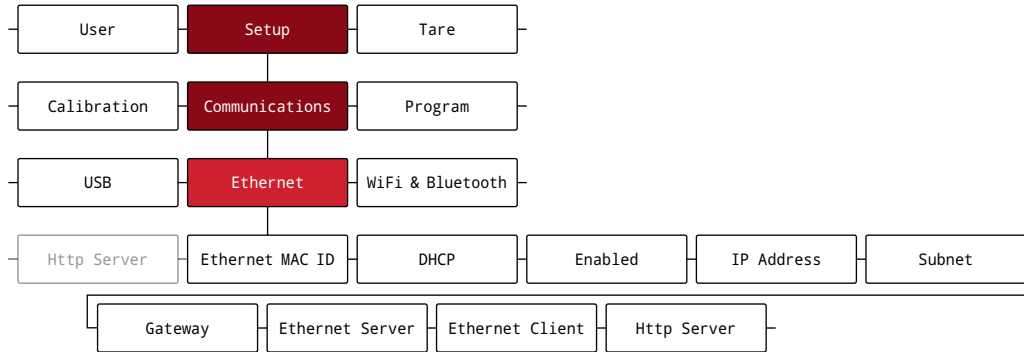 User Setup Tare
Calibration Communications Program
USB Ethernet WiFi & Bluetooth
Http Server Ethernet MAC ID DHCP Enabled IP Address Subnet
Gateway Ethernet Server Ethernet Client Http Server